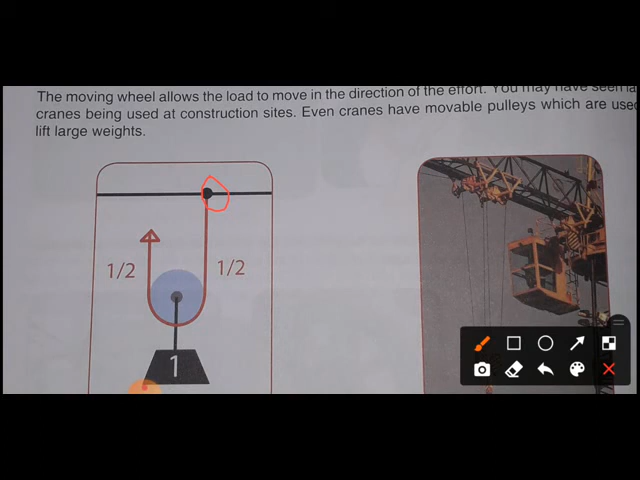 The moving wheel allows the load to move in the direction of the effort. You may have seen
cranes being used at construction sites. Even cranes have movable pulleys which are used
lift large weights.
1/2
1/2
1